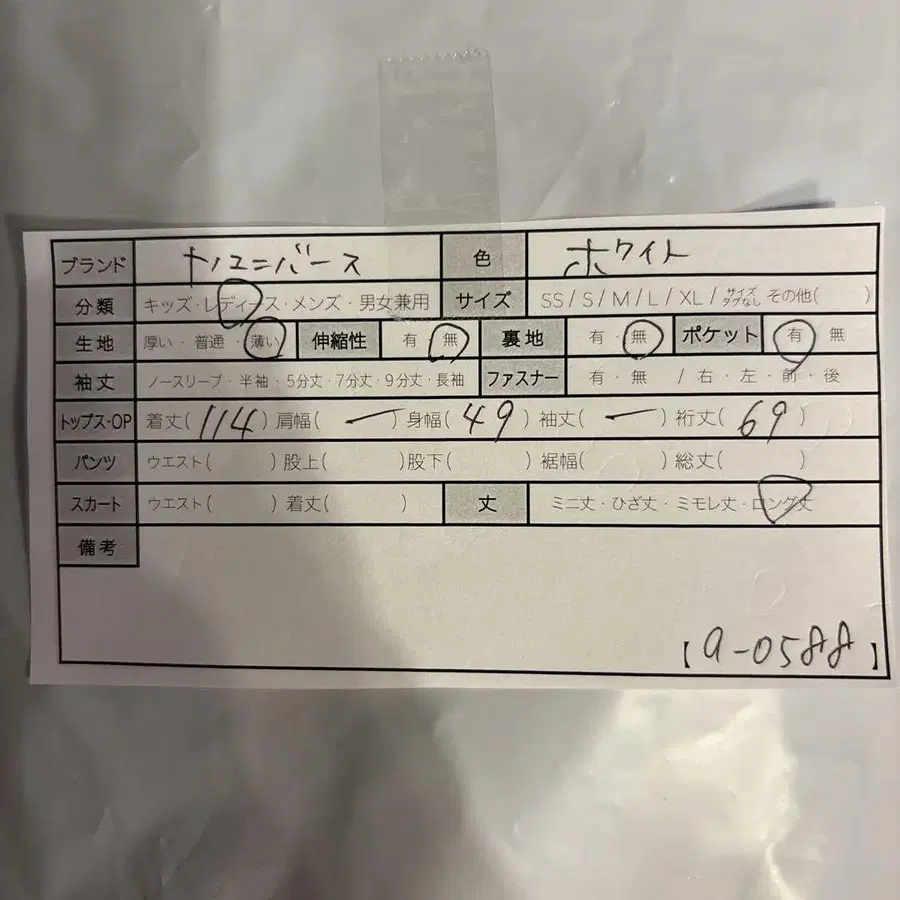 ブランド ナノユニバース 色 ホワイト
分類 キッズ・レディース・メンズ・男女兼用 サイズ SS / S / M / L / XL / サイズタグなし その他( )
生地 厚い・普通・薄い 伸縮性 有・無 裏地 有・無 ポケット 有・無
袖丈 ノースリーブ・半袖・5分丈・7分丈・9分丈・長袖 ファスナー 有・無 / 右・左・前・後
トップス・OP 着丈(114) 肩幅(ー) 身幅(49) 袖丈(ー) 裄丈(69)
パンツ ウエスト( ) 股上( ) 股下( ) 裾幅( ) 総丈( )
スカート ウエスト( ) 着丈( ) 丈 ミニ丈・ひざ丈・ミモレ丈・ロング丈
備考
【a-0588】